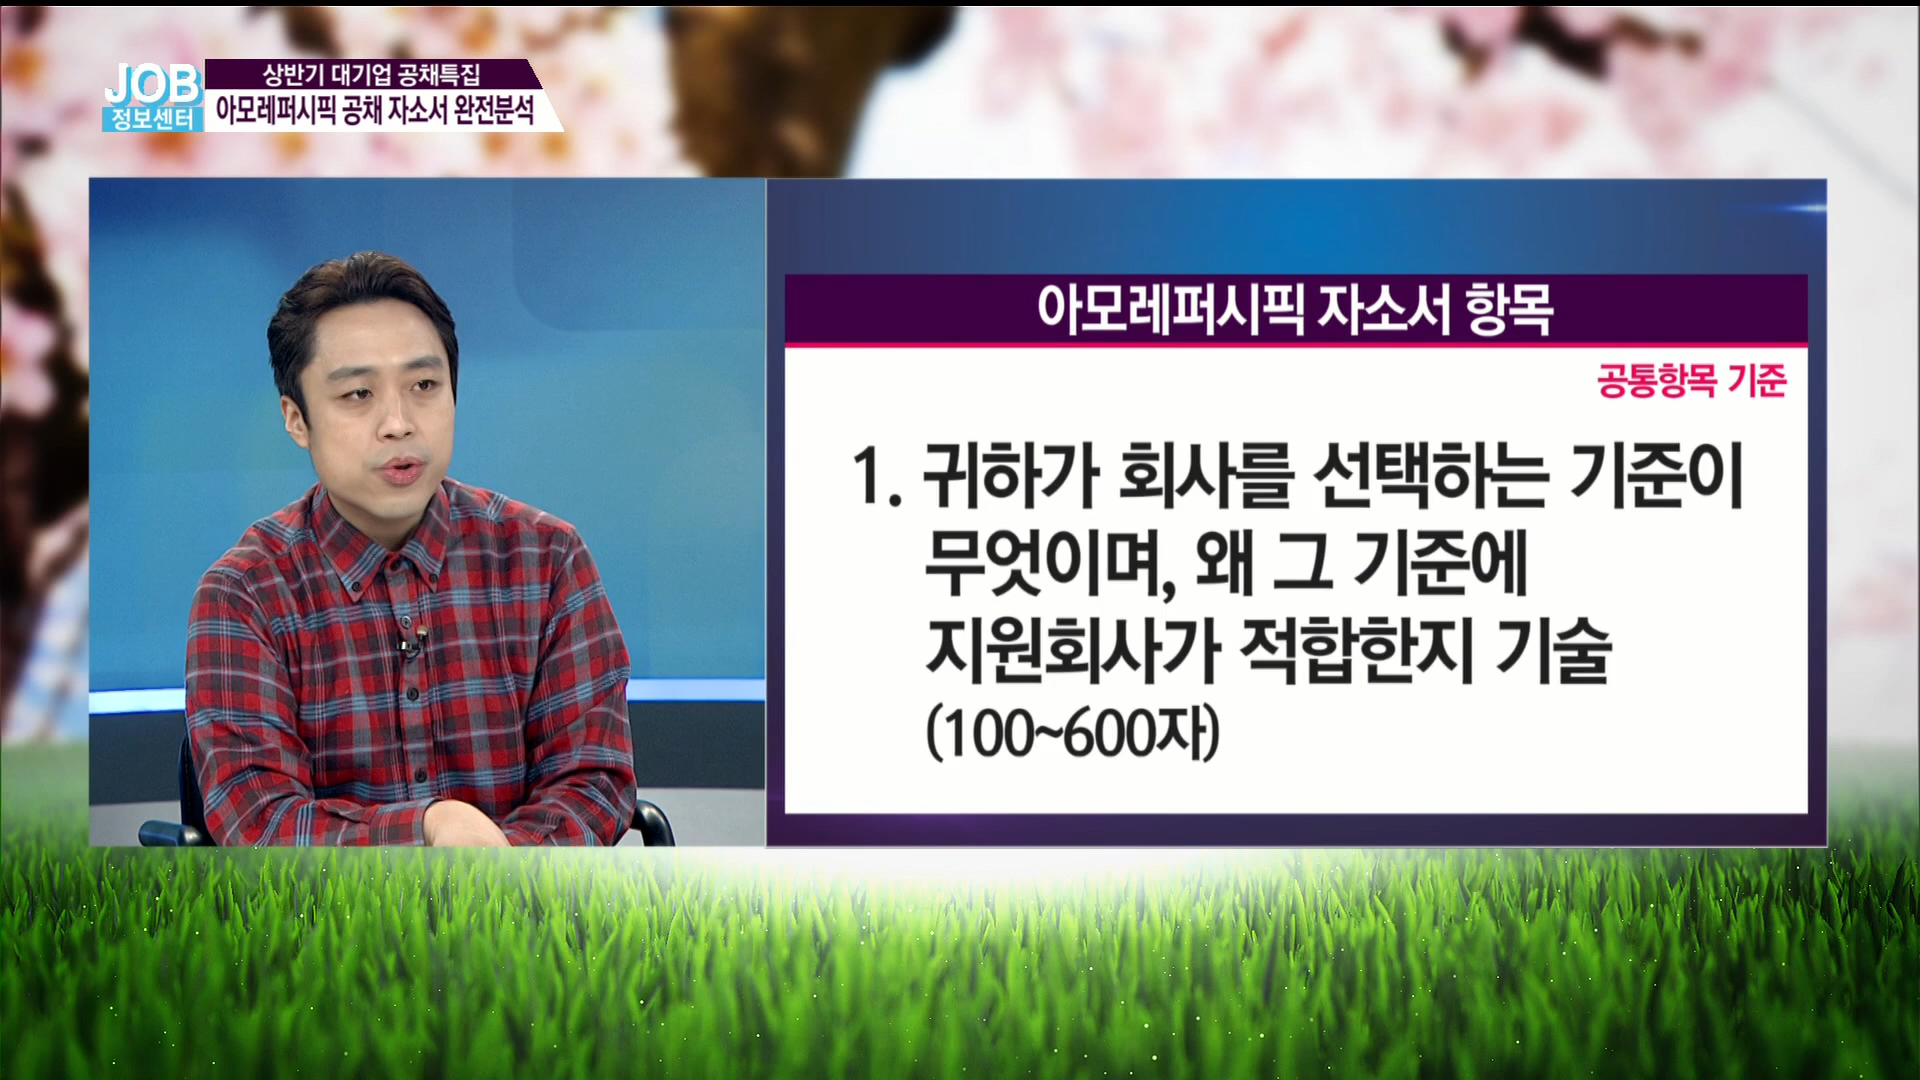 JOB
정보센터
상반기 대기업 공채특집
아모레퍼시픽 공채 자소서 완전분석
아모레퍼시픽 자소서 항목
공통항목 기준
1. 귀하가 회사를 선택하는 기준이
무엇이며, 왜 그 기준에
지원회사가 적합한지 기술
(100~600자)